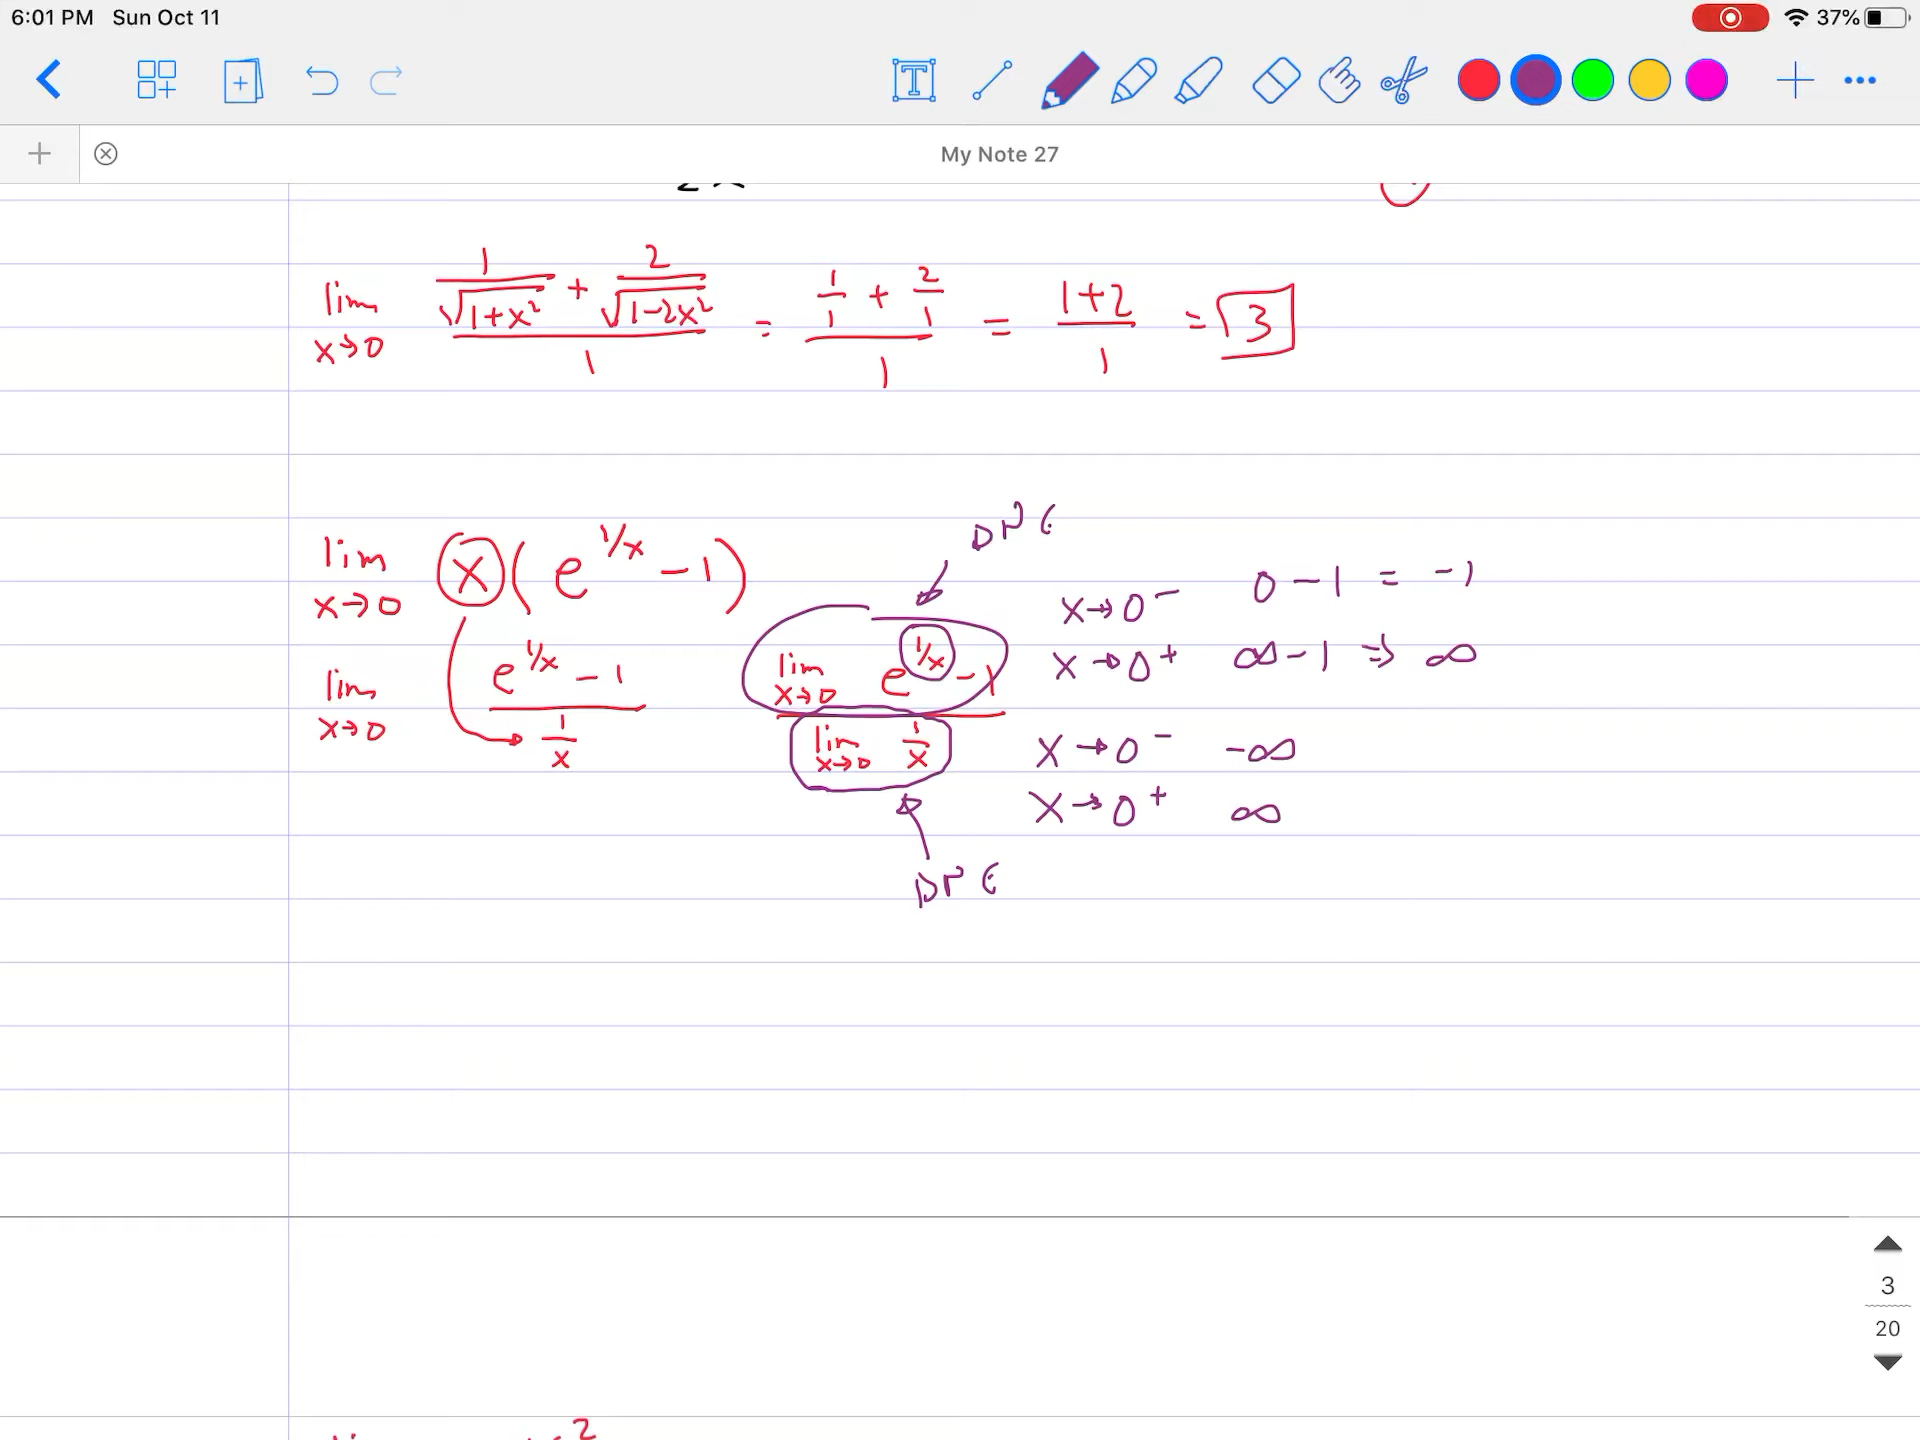 6:01 PM Sun Oct 11 37%
My Note 27
lim x→0 (1/√(1+x²) + 2/√(1-2x²))/1 = (1/1 + 2/1)/1 = (1+2)/1 = 3
lim x→0 x(e^(1/x) - 1)
DNE
lim x→0 (e^(1/x) - 1)/(1/x)
(lim x→0 e^(1/x) - 1)/(lim x→0 1/x)
x→0⁻ 0-1 = -1
x→0⁺ ∞-1 ⇒ ∞
x→0⁻ -∞
x→0⁺ ∞
DNE
3
20